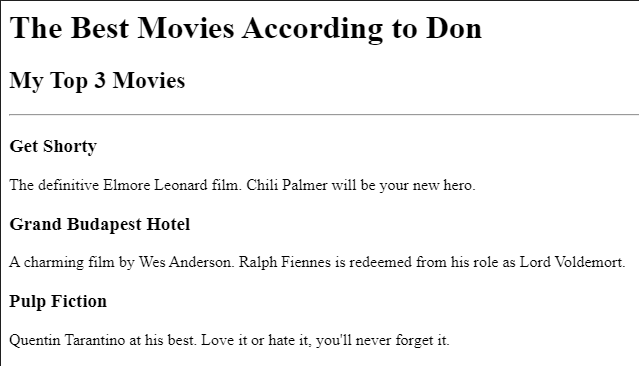 The Best Movies According to Don
My Top 3 Movies
Get Shorty
The definitive Elmore Leonard film. Chili Palmer will be your new hero.
Grand Budapest Hotel
A charming film by Wes Anderson. Ralph Fiennes is redeemed from his role as Lord Voldemort.
Pulp Fiction
Quentin Tarantino at his best. Love it or hate it, you'll never forget it.